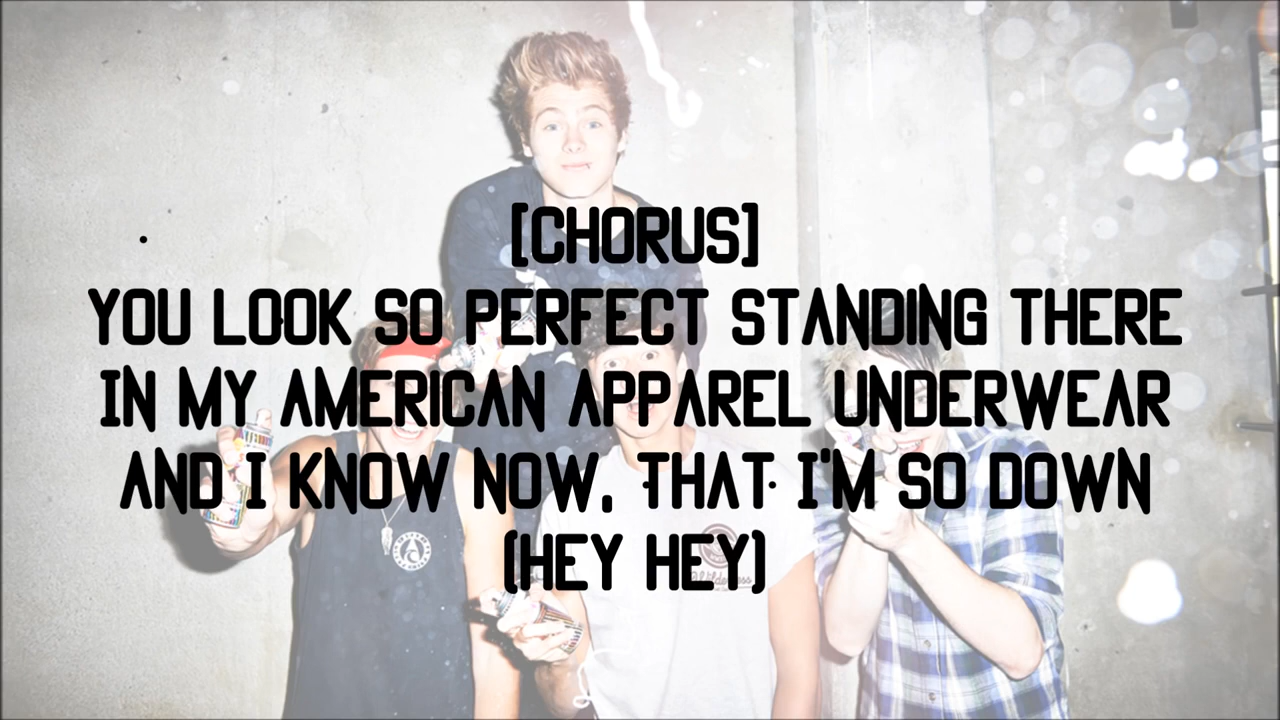 [CHORUS]
YOU LOOK SO PERFECT STANDING THERE
IN MY AMERICAN APPAREL UNDERWEAR
AND I KNOW NOW, THAT I'M SO DOWN
(HEY HEY)
Wilderness